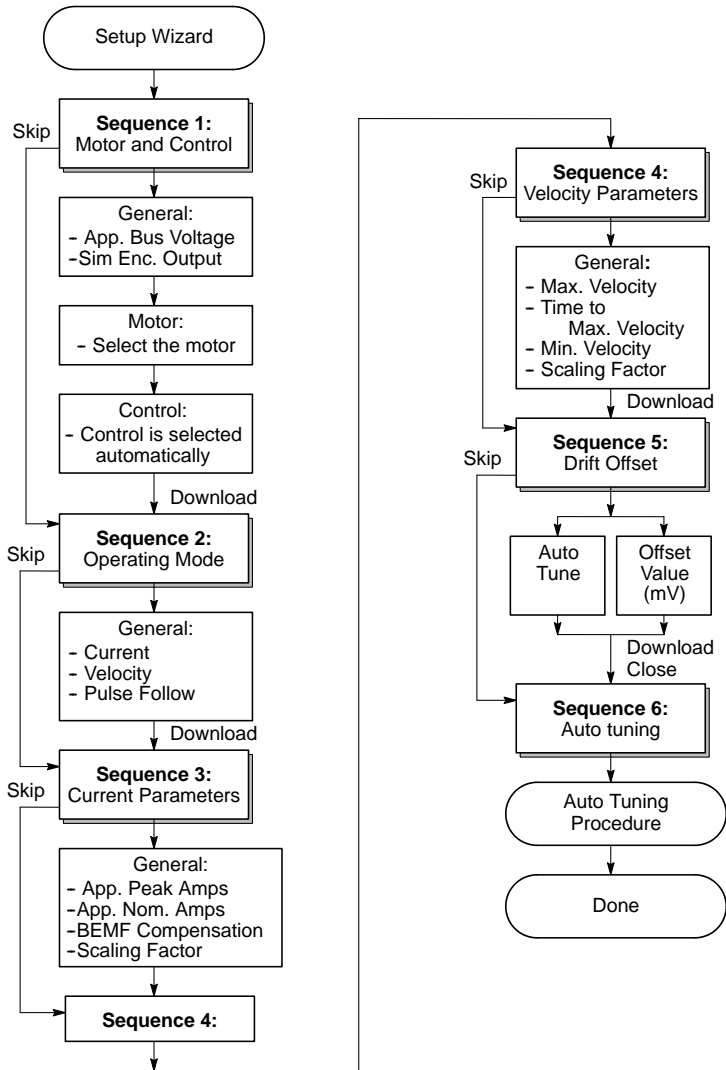 Setup Wizard
Skip
Sequence 1:
Motor and Control
General:
- App. Bus Voltage
-Sim Enc. Output
Motor:
- Select the motor
Control:
- Control is selected
automatically
Download
Skip
Sequence 2:
Operating Mode
General:
- Current
- Velocity
- Pulse Follow
Download
Skip
Sequence 3:
Current Parameters
General:
- App. Peak Amps
-App. Nom. Amps
-BEMF Compensation
-Scaling Factor
Sequence 4:
Skip
Sequence 4:
Velocity Parameters
General:
- Max. Velocity
- Time to
Max. Velocity
- Min. Velocity
- Scaling Factor
Download
Skip
Sequence 5:
Drift Offset
Auto
Tune
Offset
Value
(mV)
Download
Close
Sequence 6:
Auto tuning
Auto Tuning
Procedure
Done